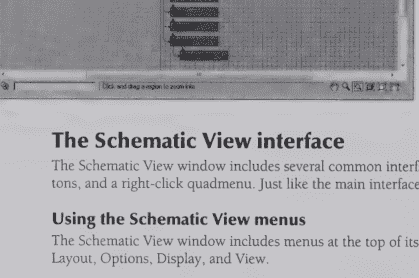 Click and drag a region to zoom into
The Schematic View interface
The Schematic View window includes several common interf
tons, and a right-click quadmenu. Just like the main interface
Using the Schematic View menus
The Schematic View window includes menus at the top of its
Layout, Options, Display, and View.